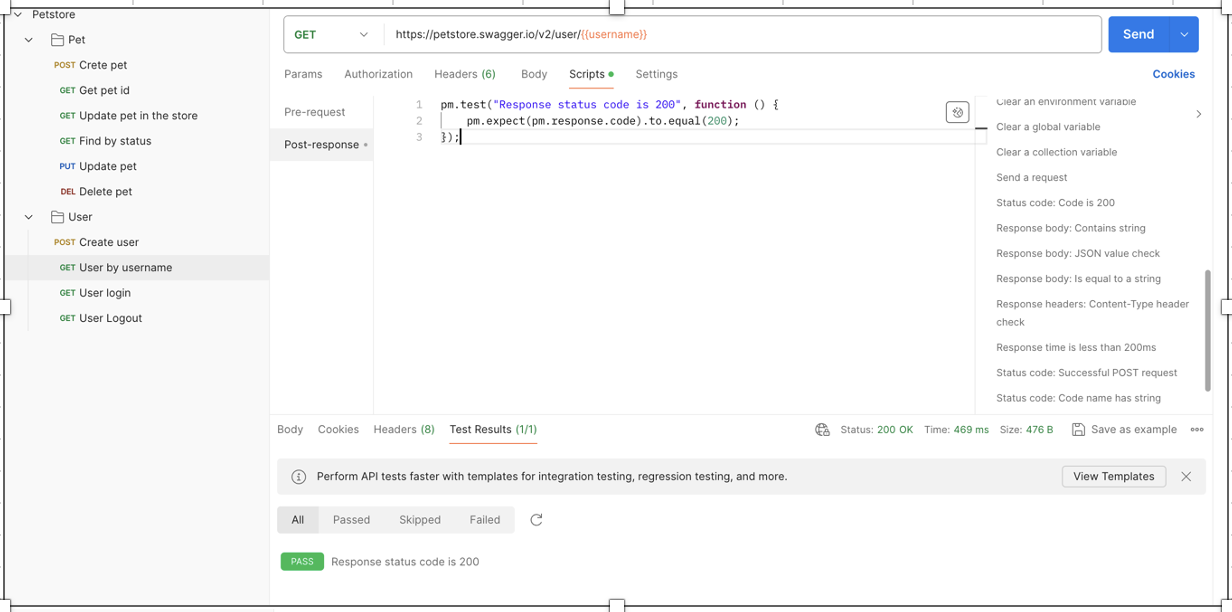 Petstore
Pet
POST Crete pet
GET Get pet id
GET Update pet in the store
GET Find by status
PUT Update pet
DEL Delete pet
User
POST Create user
GET User by username
GET User login
GET User Logout
GET https://petstore.swagger.io/v2/user/{{username}} Send
Params Authorization Headers (6) Body Scripts Settings Cookies
Pre-request
Post-response
1 pm.test("Response status code is 200", function () {
2 pm.expect(pm.response.code).to.equal(200);
3 });
Clear an environment variable
Clear a global variable
Clear a collection variable
Send a request
Status code: Code is 200
Response body: Contains string
Response body: JSON value check
Response body: Is equal to a string
Response headers: Content-Type header
check
Response time is less than 200ms
Status code: Successful POST request
Status code: Code name has string
Body Cookies Headers (8) Test Results (1/1) Status: 200 OK Time: 469 ms Size: 476 B Save as example
Perform API tests faster with templates for integration testing, regression testing, and more. View Templates
All Passed Skipped Failed
PASS Response status code is 200